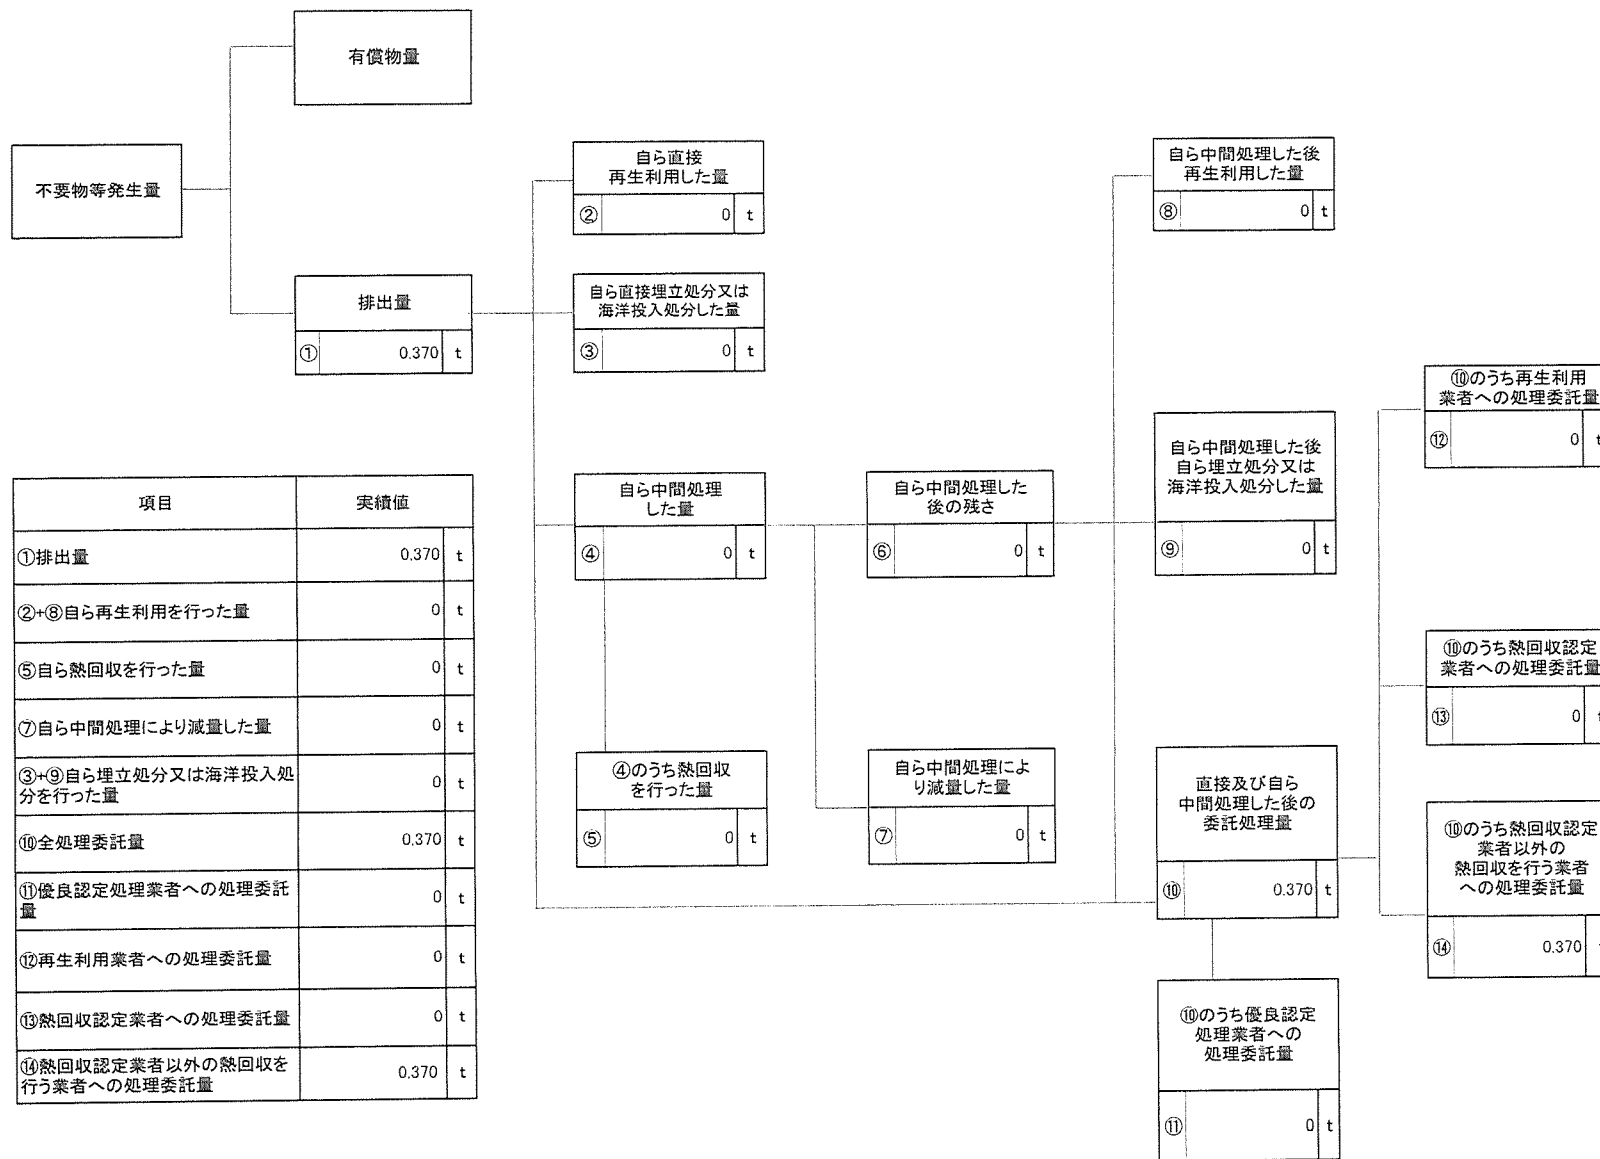 有償物量
不要物等発生量
排出量
① 0.370 t
自ら直接
再生利用した量
② 0 t
自ら直接埋立処分又は
海洋投入処分した量
③ 0 t
自ら中間処理
した量
④ 0 t
④のうち熱回収
を行った量
⑤ 0 t
自ら中間処理した
後の残さ
⑥ 0 t
自ら中間処理によ
り減量した量
⑦ 0 t
自ら中間処理した後
再生利用した量
⑧ 0 t
自ら中間処理した後
自ら埋立処分又は
海洋投入処分した量
⑨ 0 t
直接及び自ら
中間処理した後の
委託処理量
⑩ 0.370 t
⑩のうち優良認定
処理業者への
処理委託量
⑪ 0 t
⑩のうち再生利用
業者への処理委託量
⑫ 0 t
⑩のうち熱回収認定
業者への処理委託量
⑬ 0 t
⑩のうち熱回収認定
業者以外の
熱回収を行う業者
への処理委託量
⑭ 0.370 t
項目 実績値
①排出量 0.370 t
②+⑧自ら再生利用を行った量 0 t
⑤自ら熱回収を行った量 0 t
⑦自ら中間処理により減量した量 0 t
③+⑨自ら埋立処分又は海洋投入処
分を行った量 0 t
⑩全処理委託量 0.370 t
⑪優良認定処理業者への処理委託
量 0 t
⑫再生利用業者への処理委託量 0 t
⑬熱回収認定業者への処理委託量 0 t
⑭熱回収認定業者以外の熱回収を
行う業者への処理委託量 0.370 t